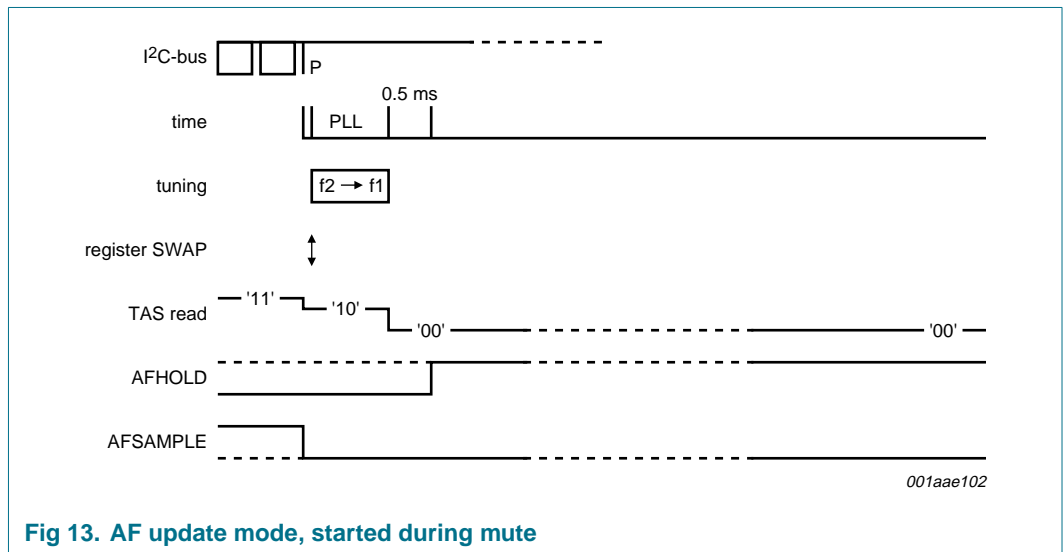 I²C-bus
P
0.5 ms
time
PLL
tuning
f2 → f1
register SWAP
TAS read
'11'
'10'
'00'
'00'
AFHOLD
AFSAMPLE
001aae102
Fig 13. AF update mode, started during mute